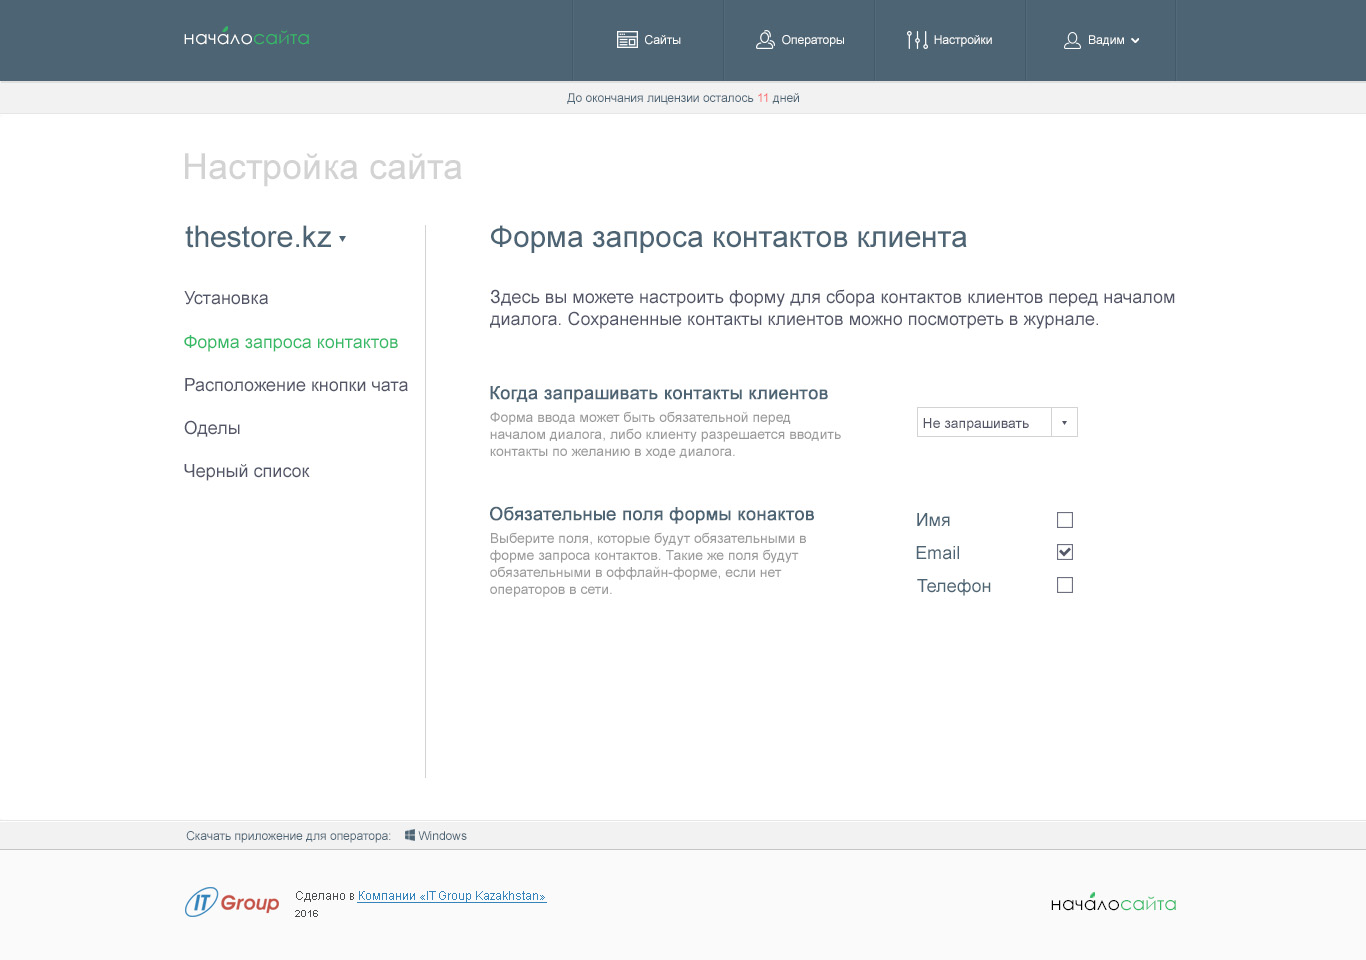 началосайта
Сайты
Операторы
Настройки
Вадим
До окончания лицензии осталось 11 дней
Настройка сайта
thestore.kz
Установка
Форма запроса контактов
Расположение кнопки чата
Оделы
Черный список
Форма запроса контактов клиента
Здесь вы можете настроить форму для сбора контактов клиентов перед началом
диалога. Сохраненные контакты клиентов можно посмотреть в журнале.
Когда запрашивать контакты клиентов
Форма ввода может быть обязательной перед
началом диалога, либо клиенту разрешается вводить
контакты по желанию в ходе диалога.
Не запрашивать
Обязательные поля формы конактов
Выберите поля, которые будут обязательными в
форме запроса контактов. Такие же поля будут
обязательными в оффлайн-форме, если нет
операторов в сети.
Имя
Email
Телефон
Скачать приложение для оператора: Windows
IT Group
Сделано в Компании «IT Group Kazakhstan»
2016
началосайта